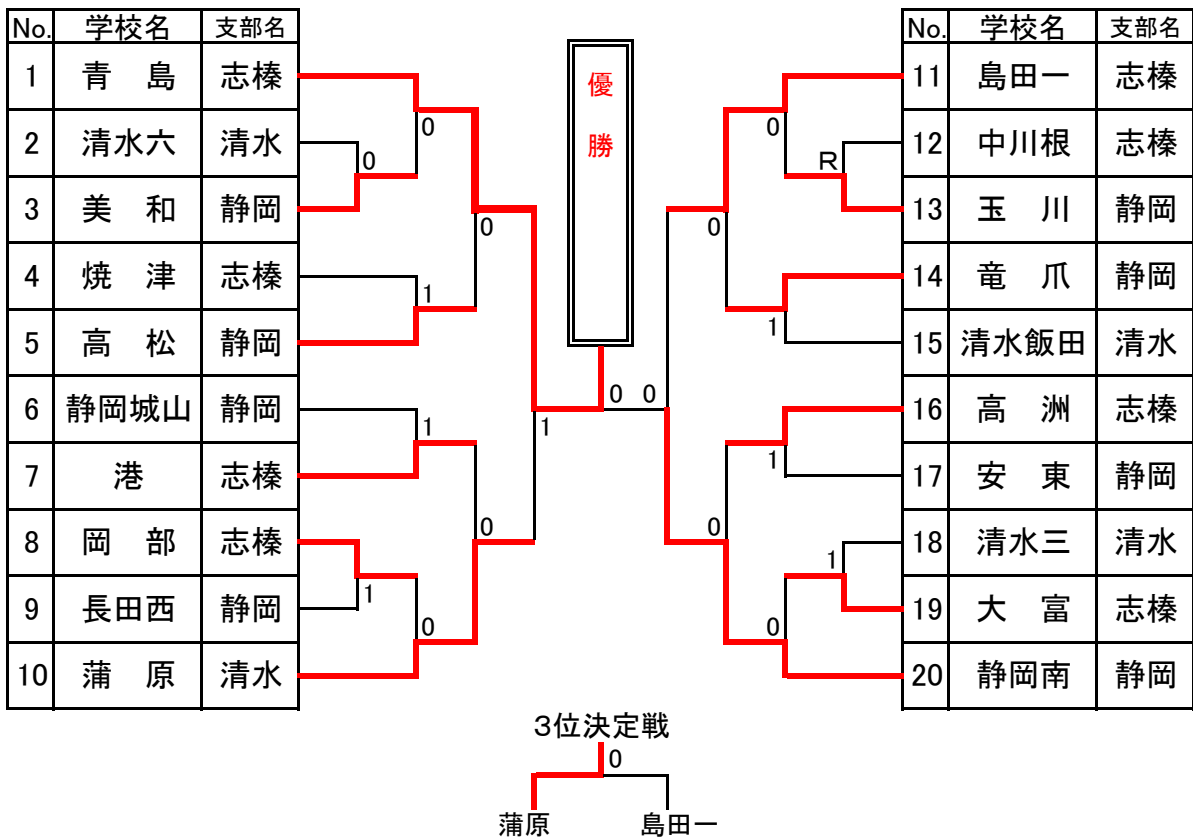 No. 学校名 支部名
1 青島 志榛
2 清水六 清水
3 美和 静岡
4 焼津 志榛
5 高松 静岡
6 静岡城山 静岡
7 港 志榛
8 岡部 志榛
9 長田西 静岡
10 蒲原 清水
0
0
0
1
1
0
1
0
1
優勝
0 0
No. 学校名 支部名
11 島田一 志榛
12 中川根 志榛
13 玉川 静岡
14 竜爪 静岡
15 清水飯田 清水
16 高洲 志榛
17 安東 静岡
18 清水三 清水
19 大富 志榛
20 静岡南 静岡
0
R
0
1
1
0
1
0
3位決定戦
0
蒲原 島田一